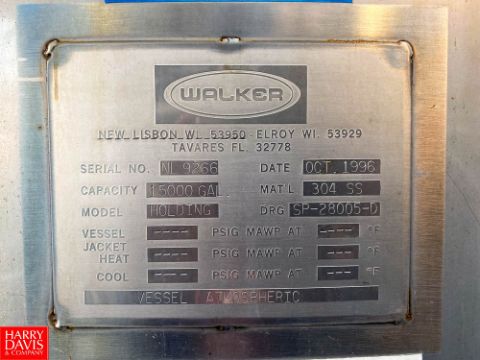 WALKER
NEW LISBON WI. 53950 - ELROY WI. 53929
TAVARES FL. 32778
SERIAL NO. NL 9266 DATE OCT. 1996
CAPACITY 15000 GAL MAT'L 304 SS
MODEL HOLDING DRG SP-28005-D
VESSEL ---- PSIG MAWP AT ---- °F
JACKET
HEAT ---- PSIG MAWP AT ---- °F
COOL ---- PSIG MAWP AT ---- °F
VESSEL ATMOSPHERIC
HARRY
DAVIS
& COMPANY